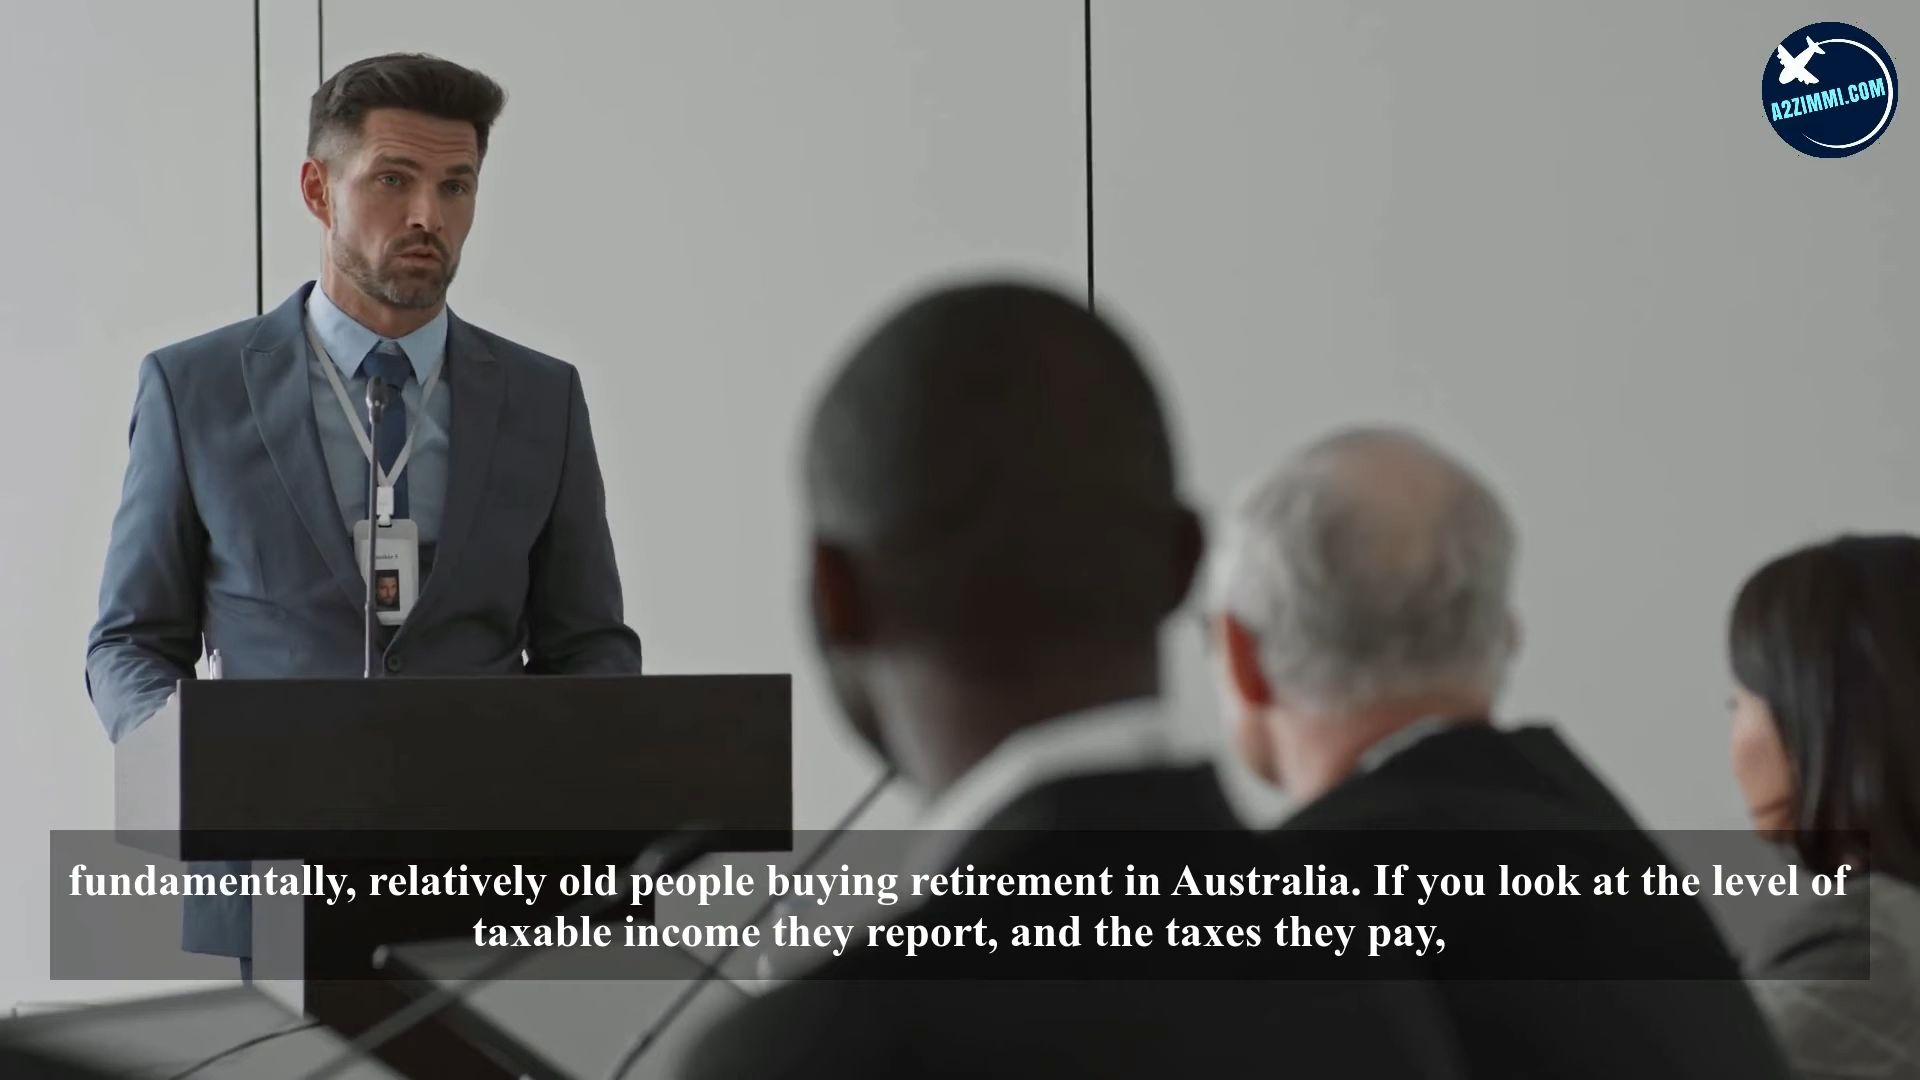 A2ZIMMI.COM
fundamentally, relatively old people buying retirement in Australia. If you look at the level of
taxable income they report, and the taxes they pay,